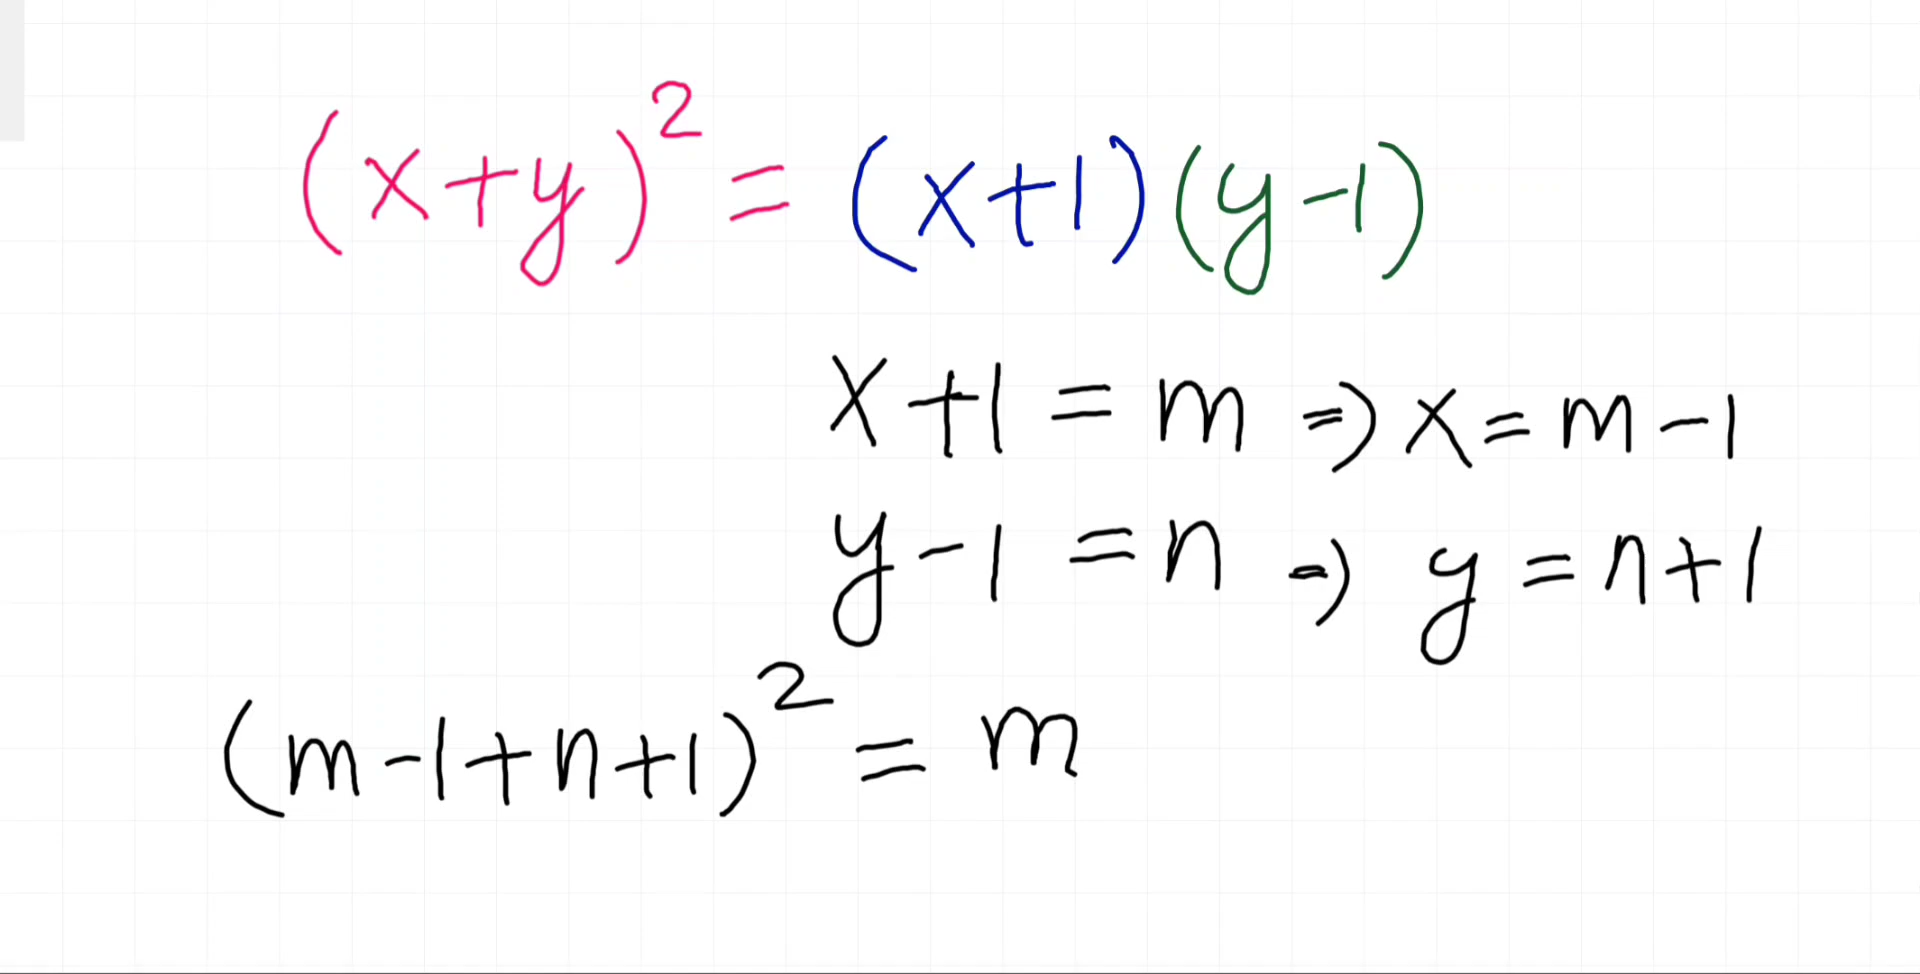 (x+y)² = (x+1)(y-1)
x+1 = m ⇒ x = m-1
y-1 = n ⇒ y = n+1
(m-1+n+1)² = m